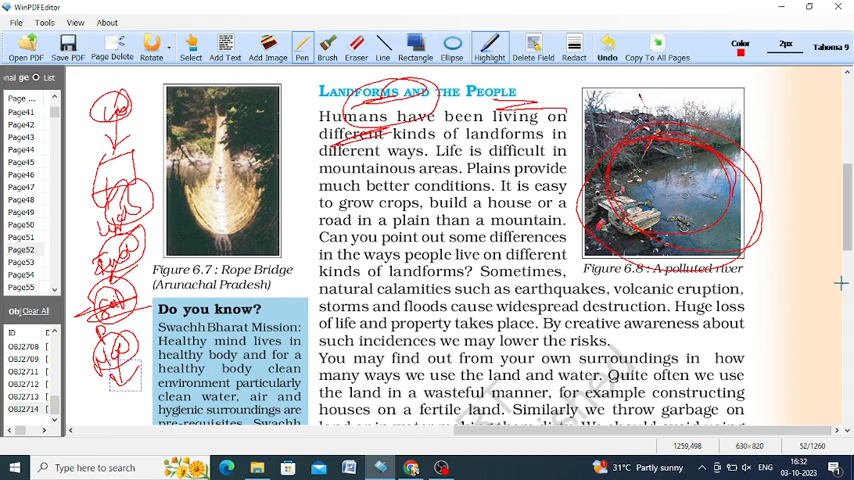 WinPDFEditor
File Tools View About
Open PDF Save PDF Page Delete Rotate Select Add Text Add Image Pen Brush Eraser Line Rectangle Ellipse Highlight Delete Field Redact Undo Copy To All Pages
Color 2px Tahoma 9
nal ge List
Page...
Page41
Page42
Page43
Page44
Page45
Page46
Page47
Page48
Page49
Page50
Page51
Page52
Page53
Page54
Page55
Obj Clear All
ID
OBJ2708 [
OBJ2709 [
OBJ2711 [
OBJ2712 [
OBJ2713 [
OBJ2714 [
Figure 6.7 : Rope Bridge
(Arunachal Pradesh)
Do you know?
Swachh Bharat Mission:
Healthy mind lives in
healthy body and for a
healthy body clean
environment particularly
clean water, air and
hygienic surroundings are
pre-requisites. Swachh
LANDFORMS AND THE PEOPLE
Humans have been living on
different kinds of landforms in
different ways. Life is difficult in
mountainous areas. Plains provide
much better conditions. It is easy
to grow crops, build a house or a
road in a plain than a mountain.
Can you point out some differences
in the ways people live on different
kinds of landforms? Sometimes,
natural calamities such as earthquakes, volcanic eruption,
storms and floods cause widespread destruction. Huge loss
of life and property takes place. By creative awareness about
such incidences we may lower the risks.
You may find out from your own surroundings in how
many ways we use the land and water. Quite often we use
the land in a wasteful manner, for example constructing
houses on a fertile land. Similarly we throw garbage on
Figure 6.8 : A polluted river
1259,498 630×820 52/1260
Type here to search
31°C Partly sunny
ENG
16:32
03-10-2023